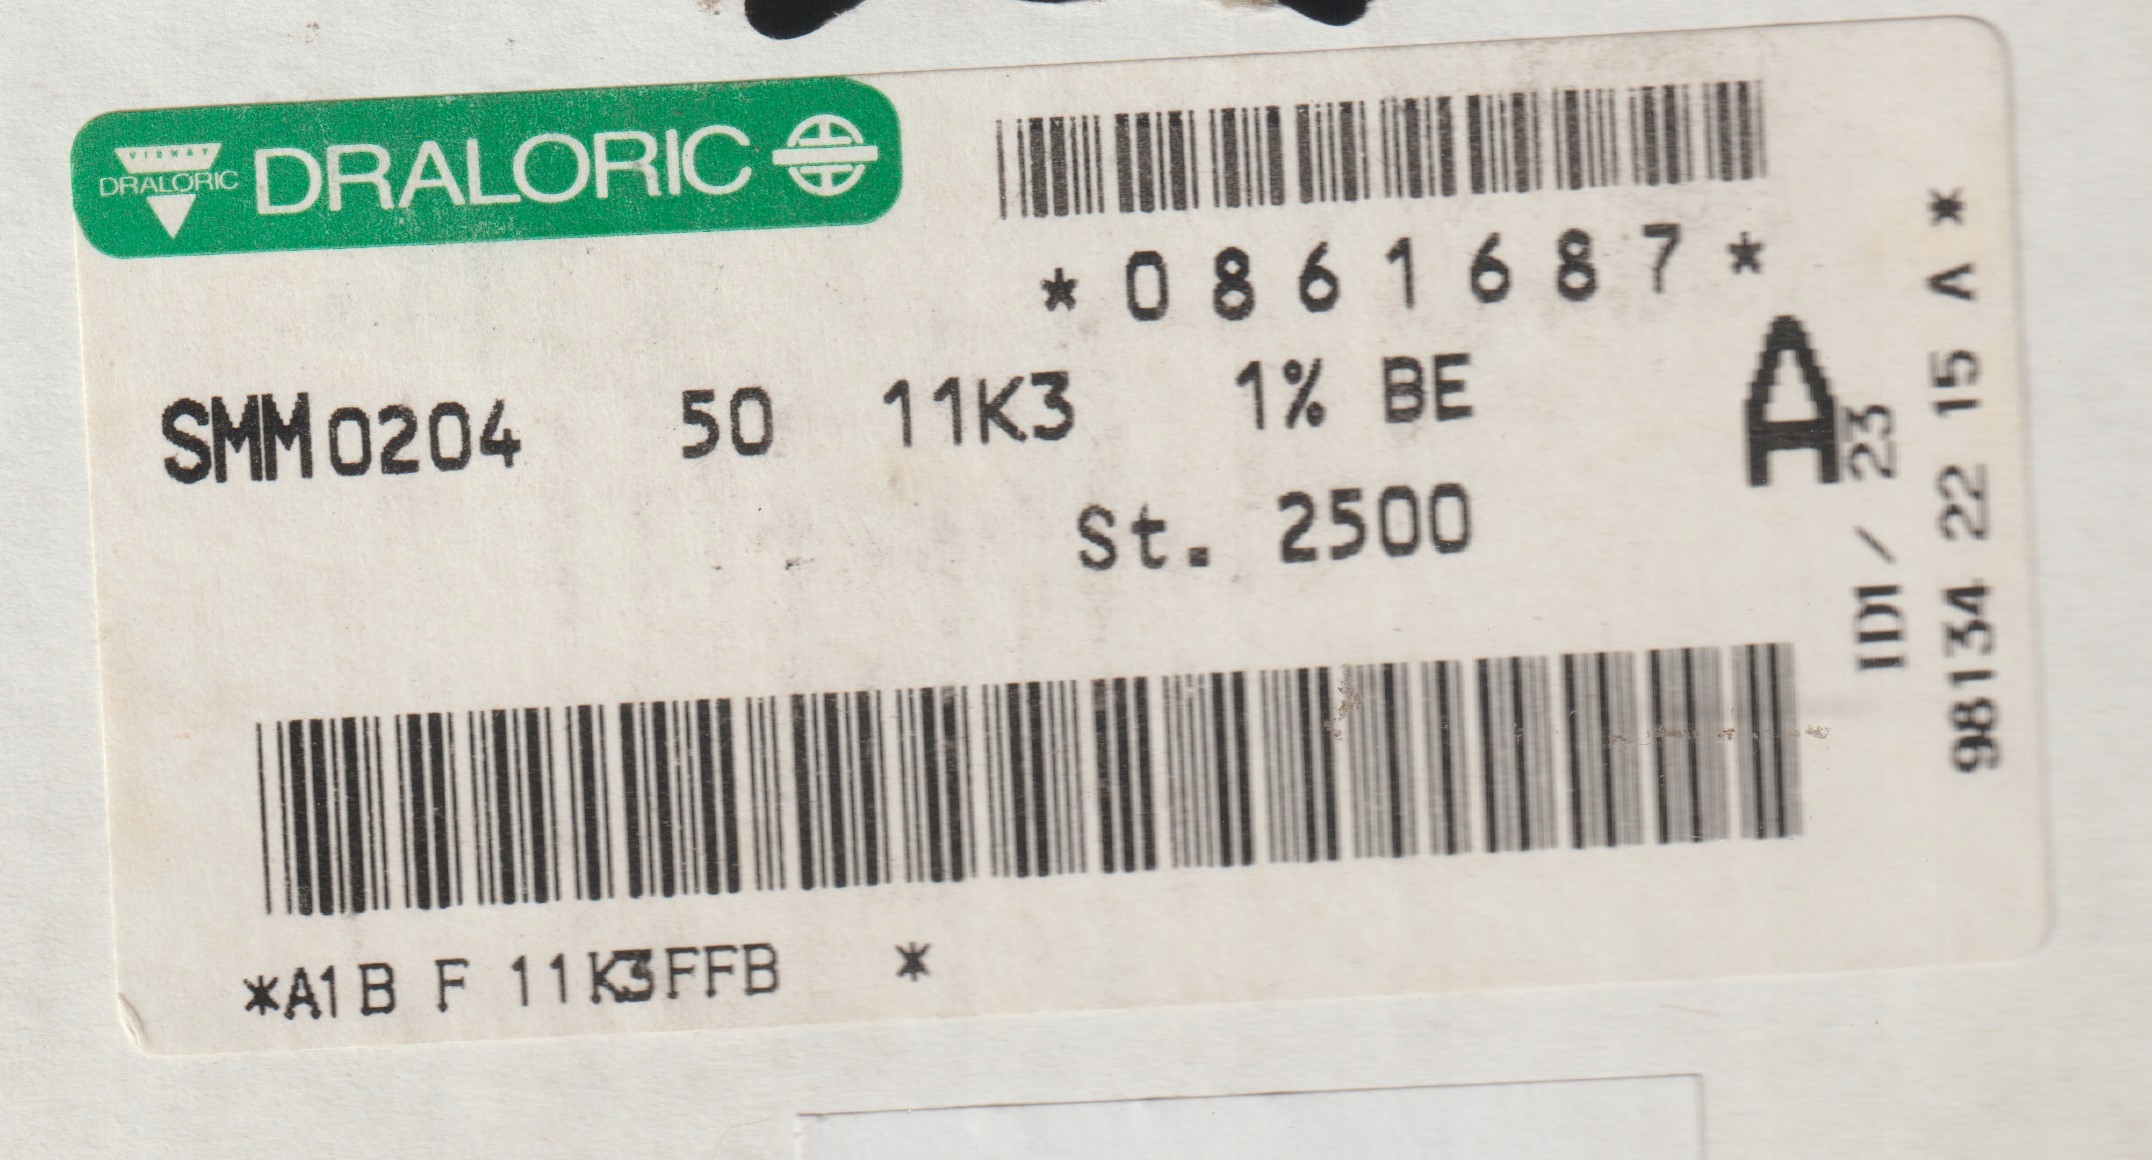 VISHAY
DRALORIC
DRALORIC
*0861687*
SMM0204 50 11K3 1% BE
A
St. 2500
IDI / 23
98134 22 15 A *
*A1B F 11K3FFB *